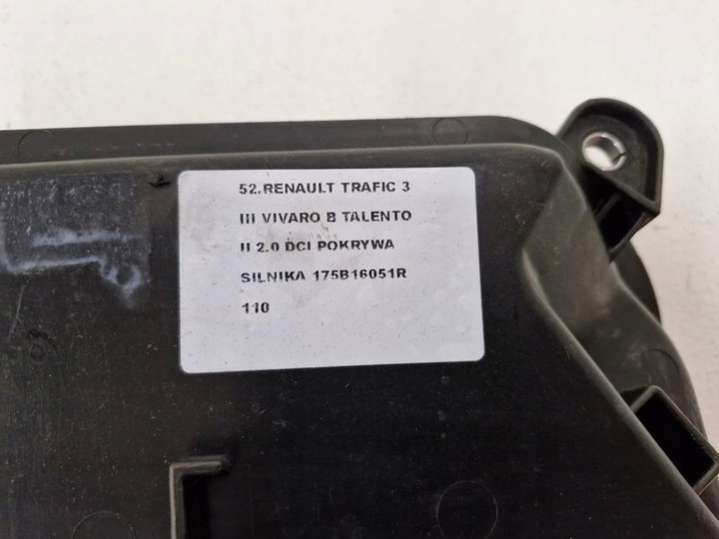 52.RENAULT TRAFIC 3
III VIVARO B TALENTO
II 2.0 DCI POKRYWA
SILNIKA 175B16051R
110